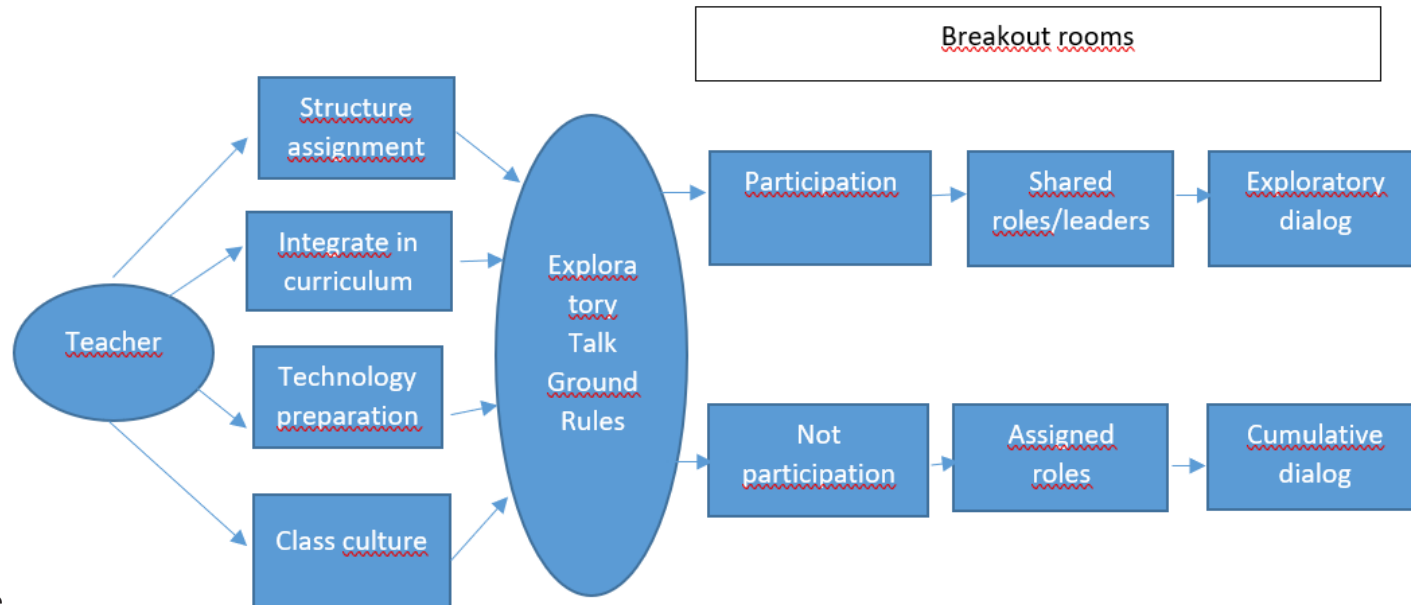 Breakout rooms
Teacher
Structure
assignment
Integrate in
curriculum
Technology
preparation
Class culture
Explora
tory
Talk
Ground
Rules
Participation
Shared
roles/leaders
Exploratory
dialog
Not
participation
Assigned
roles
Cumulative
dialog